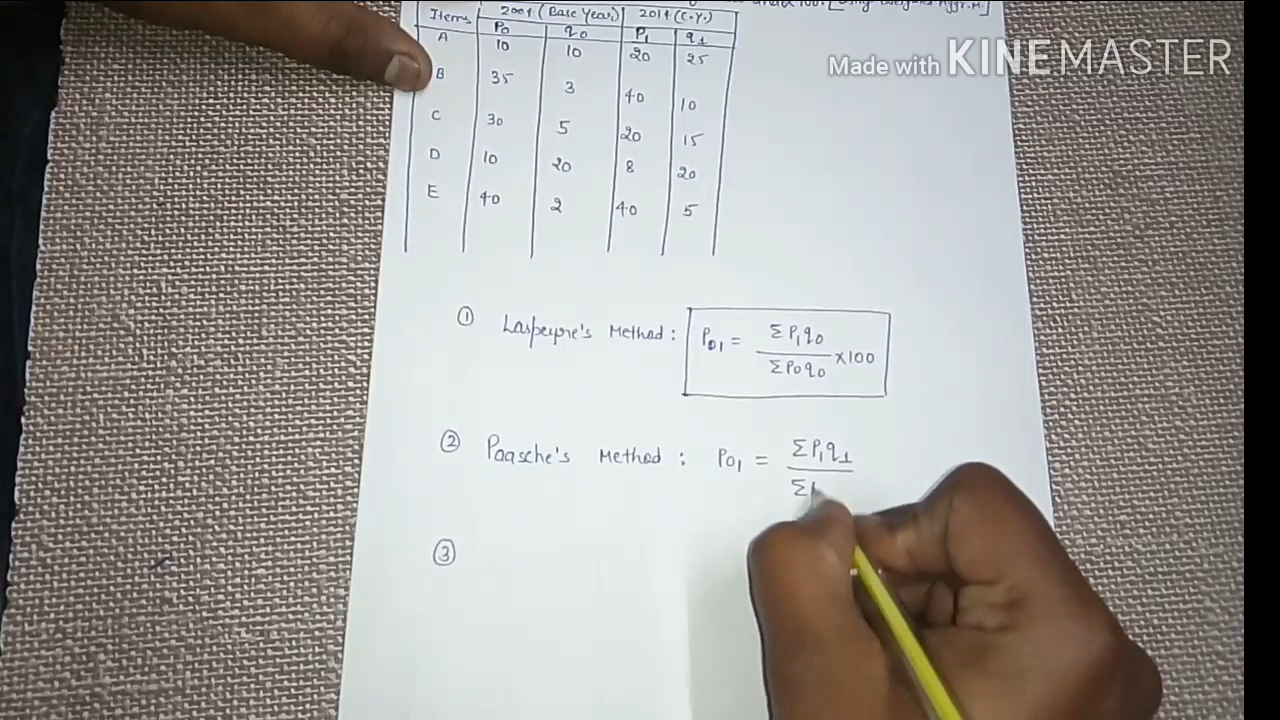 Made with KINEMASTER
Items 2004 (Base Year) 2014 (C.Y.)
P0 q0 P1 q1
A 10 10 20 25
B 35 3 40 10
C 30 5 20 15
D 10 20 8 20
E 40 2 40 5
① Laspeyre's Method : P01 = ΣP1q0 / ΣP0q0 ×100
② Paasche's Method : P01 = ΣP1q1 / Σ
③